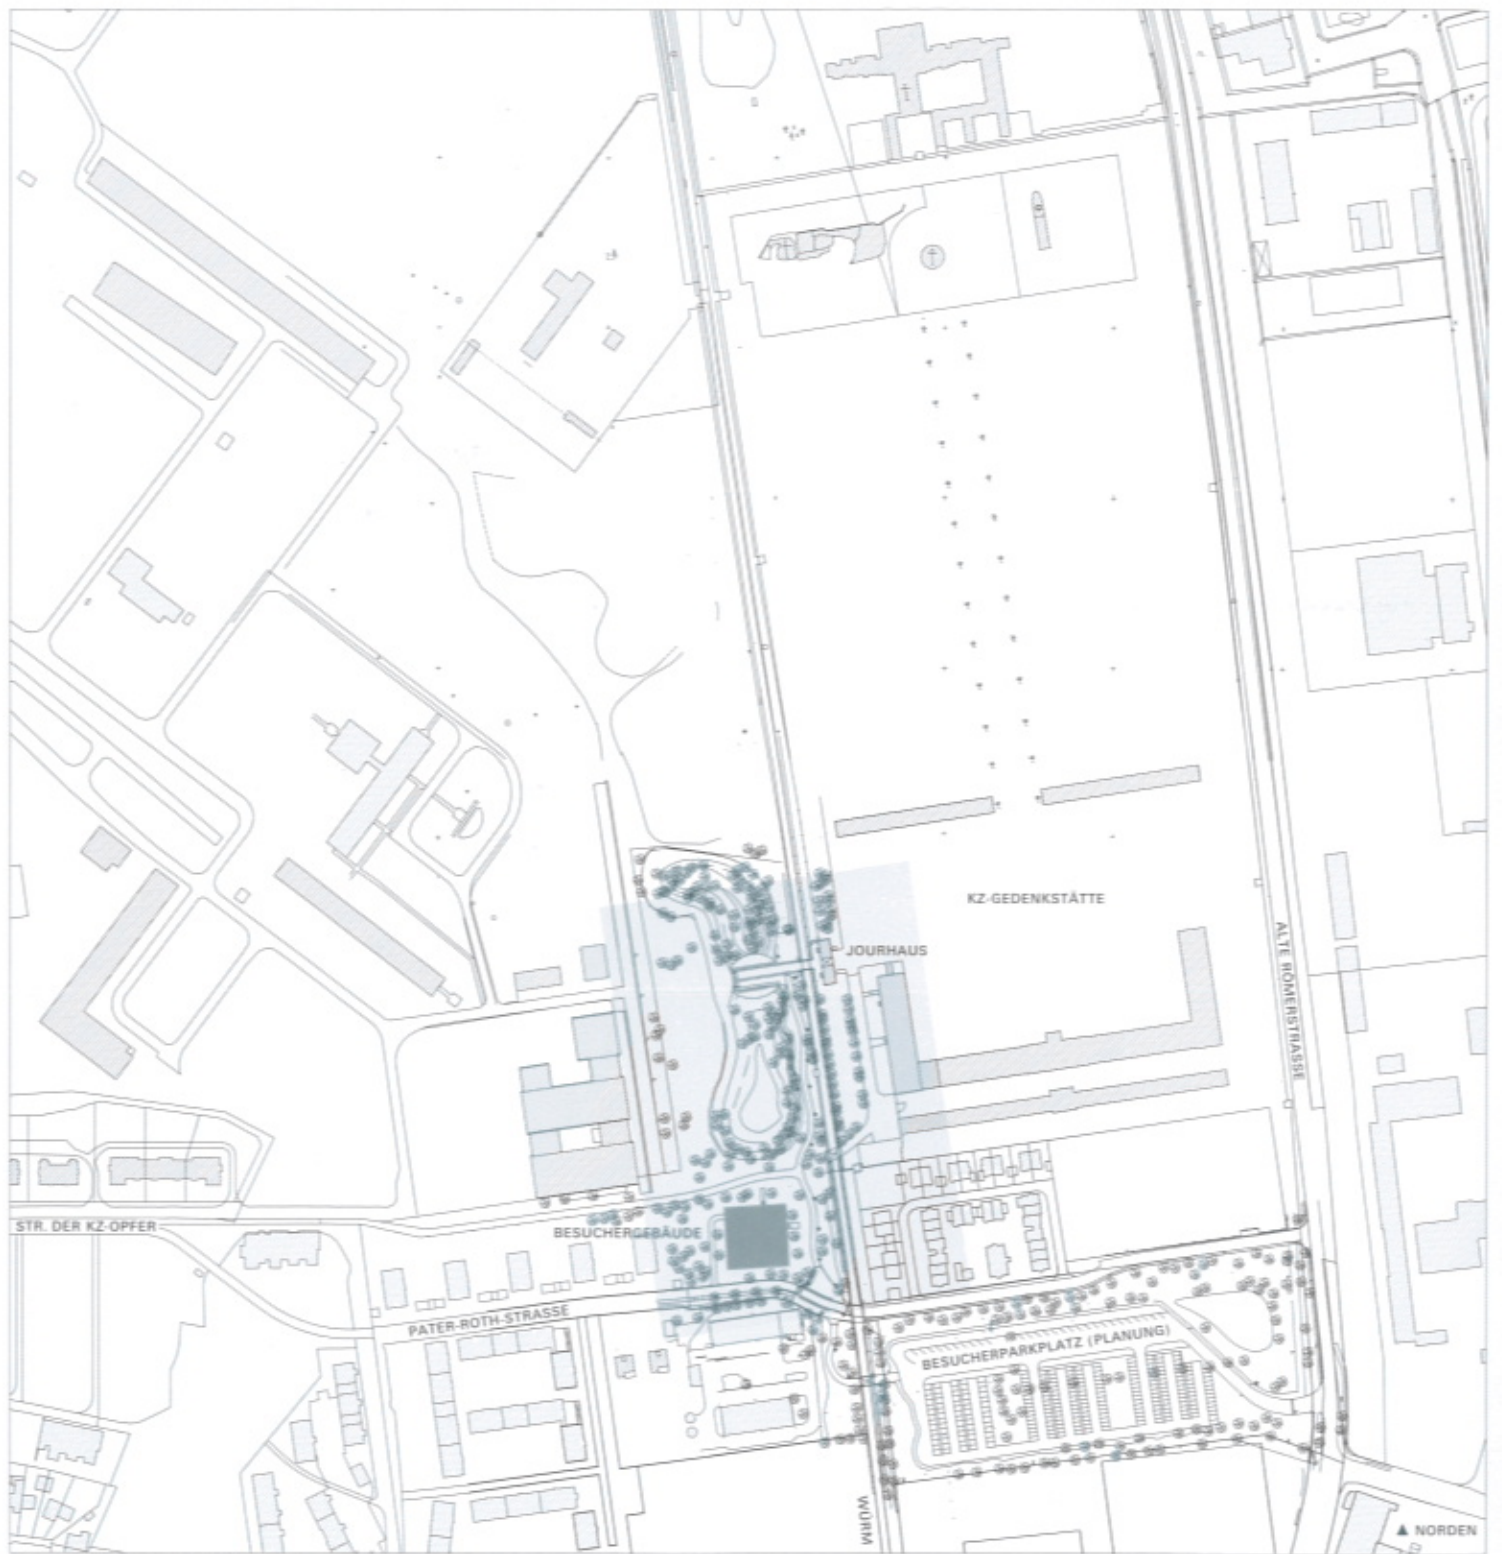 KZ-GEDENKSTÄTTE
JOURHAUS
ALTE RÖMERSTRASSE
STR. DER KZ-OPFER
BESUCHERGEBÄUDE
PATER-ROTH-STRASSE
BESUCHERPARKPLATZ (PLANUNG)
WÜRM
▲ NORDEN